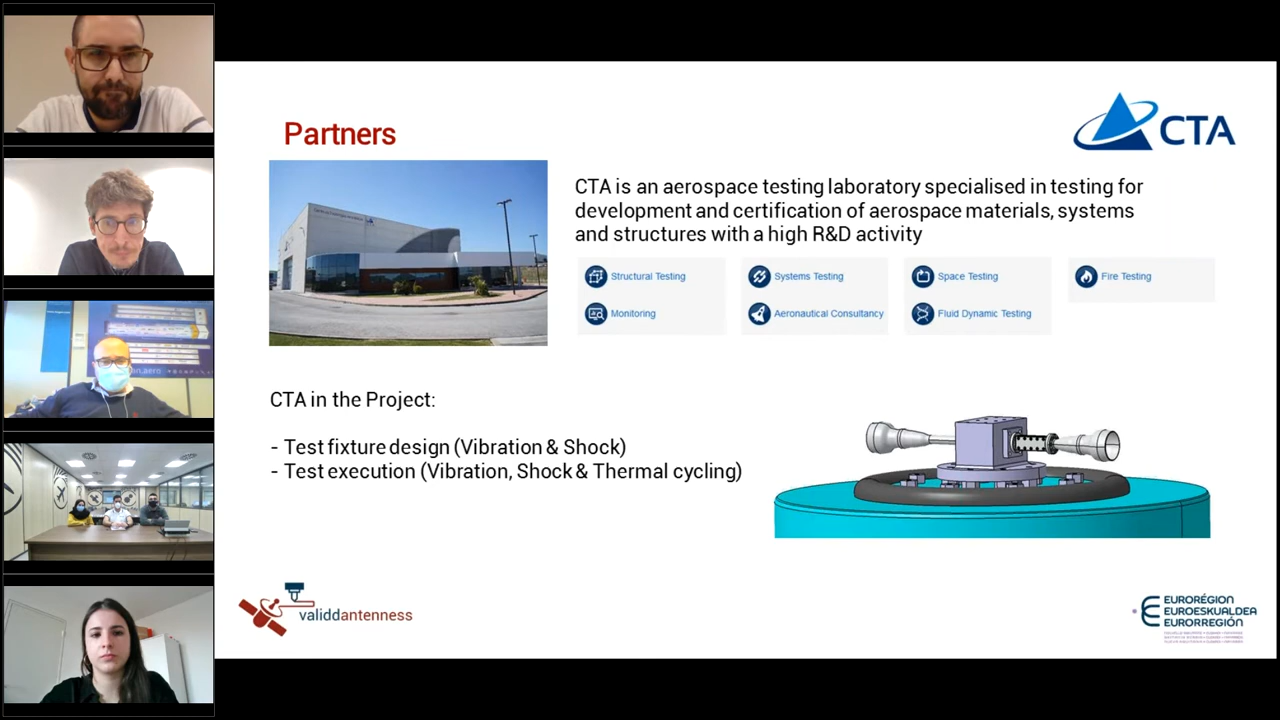 Partners
CTA
CTA is an aerospace testing laboratory specialised in testing for
development and certification of aerospace materials, systems
and structures with a high R&D activity
Structural Testing
Systems Testing
Space Testing
Fire Testing
Monitoring
Aeronautical Consultancy
Fluid Dynamic Testing
CTA in the Project:
- Test fixture design (Vibration & Shock)
- Test execution (Vibration, Shock & Thermal cycling)
validdantenness
EURORÉGION
EUROESKUALDEA
EURORREGIÓN